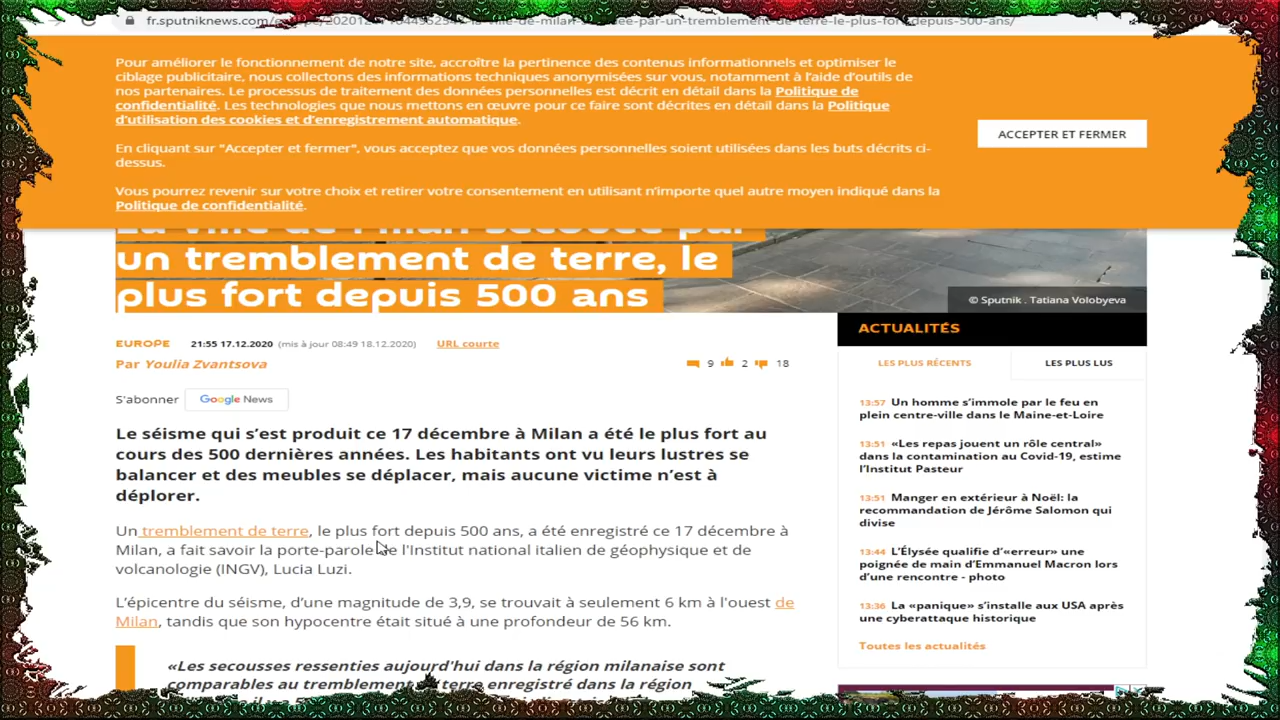 fr.sputniknews.com/
-par-un-tremblement-de-terre-le-plus-fort-depuis-500-ans/
Pour améliorer le fonctionnement de notre site, accroître la pertinence des contenus informationnels et optimiser le
ciblage publicitaire, nous collectons des informations techniques anonymisées sur vous, notamment à l'aide d'outils de
nos partenaires. Le processus de traitement des données personnelles est décrit en détail dans la Politique de
confidentialité. Les technologies que nous mettons en œuvre pour ce faire sont décrites en détail dans la Politique
d'utilisation des cookies et d'enregistrement automatique.
ACCEPTER ET FERMER
En cliquant sur "Accepter et fermer", vous acceptez que vos données personnelles soient utilisées dans les buts décrits ci-
dessus.
Vous pourrez revenir sur votre choix et retirer votre consentement en utilisant n'importe quel autre moyen indiqué dans la
Politique de confidentialité.
La ville de Milan secouée par
un tremblement de terre, le
plus fort depuis 500 ans
© Sputnik . Tatiana Volobyeva
EUROPE 21:55 17.12.2020 (mis à jour 08:49 18.12.2020) URL courte
Par Youlia Zvantsova
9 2 18
S'abonner Google News
Le séisme qui s'est produit ce 17 décembre à Milan a été le plus fort au
cours des 500 dernières années. Les habitants ont vu leurs lustres se
balancer et des meubles se déplacer, mais aucune victime n'est à
déplorer.
Un tremblement de terre, le plus fort depuis 500 ans, a été enregistré ce 17 décembre à
Milan, a fait savoir la porte-parole de l'Institut national italien de géophysique et de
volcanologie (INGV), Lucia Luzi.
L'épicentre du séisme, d'une magnitude de 3,9, se trouvait à seulement 6 km à l'ouest de
Milan, tandis que son hypocentre était situé à une profondeur de 56 km.
«Les secousses ressenties aujourd'hui dans la région milanaise sont
comparables au tremblement de terre enregistré dans la région
ACTUALITÉS
LES PLUS RÉCENTS LES PLUS LUS
13:57 Un homme s'immole par le feu en
plein centre-ville dans le Maine-et-Loire
13:51 «Les repas jouent un rôle central»
dans la contamination au Covid-19, estime
l'Institut Pasteur
13:51 Manger en extérieur à Noël: la
recommandation de Jérôme Salomon qui
divise
13:44 L'Élysée qualifie d'«erreur» une
poignée de main d'Emmanuel Macron lors
d'une rencontre - photo
13:36 La «panique» s'installe aux USA après
une cyberattaque historique
Toutes les actualités